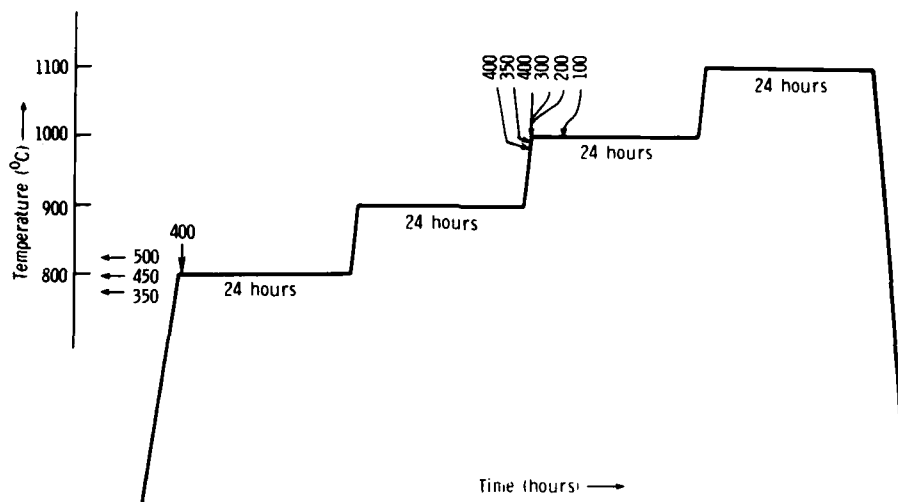 1100
1000
900
800
Temperature (°C) →
← 500
← 450
← 350
400
24 hours
24 hours
400
350
400
300
200
100
24 hours
24 hours
Time (hours) →